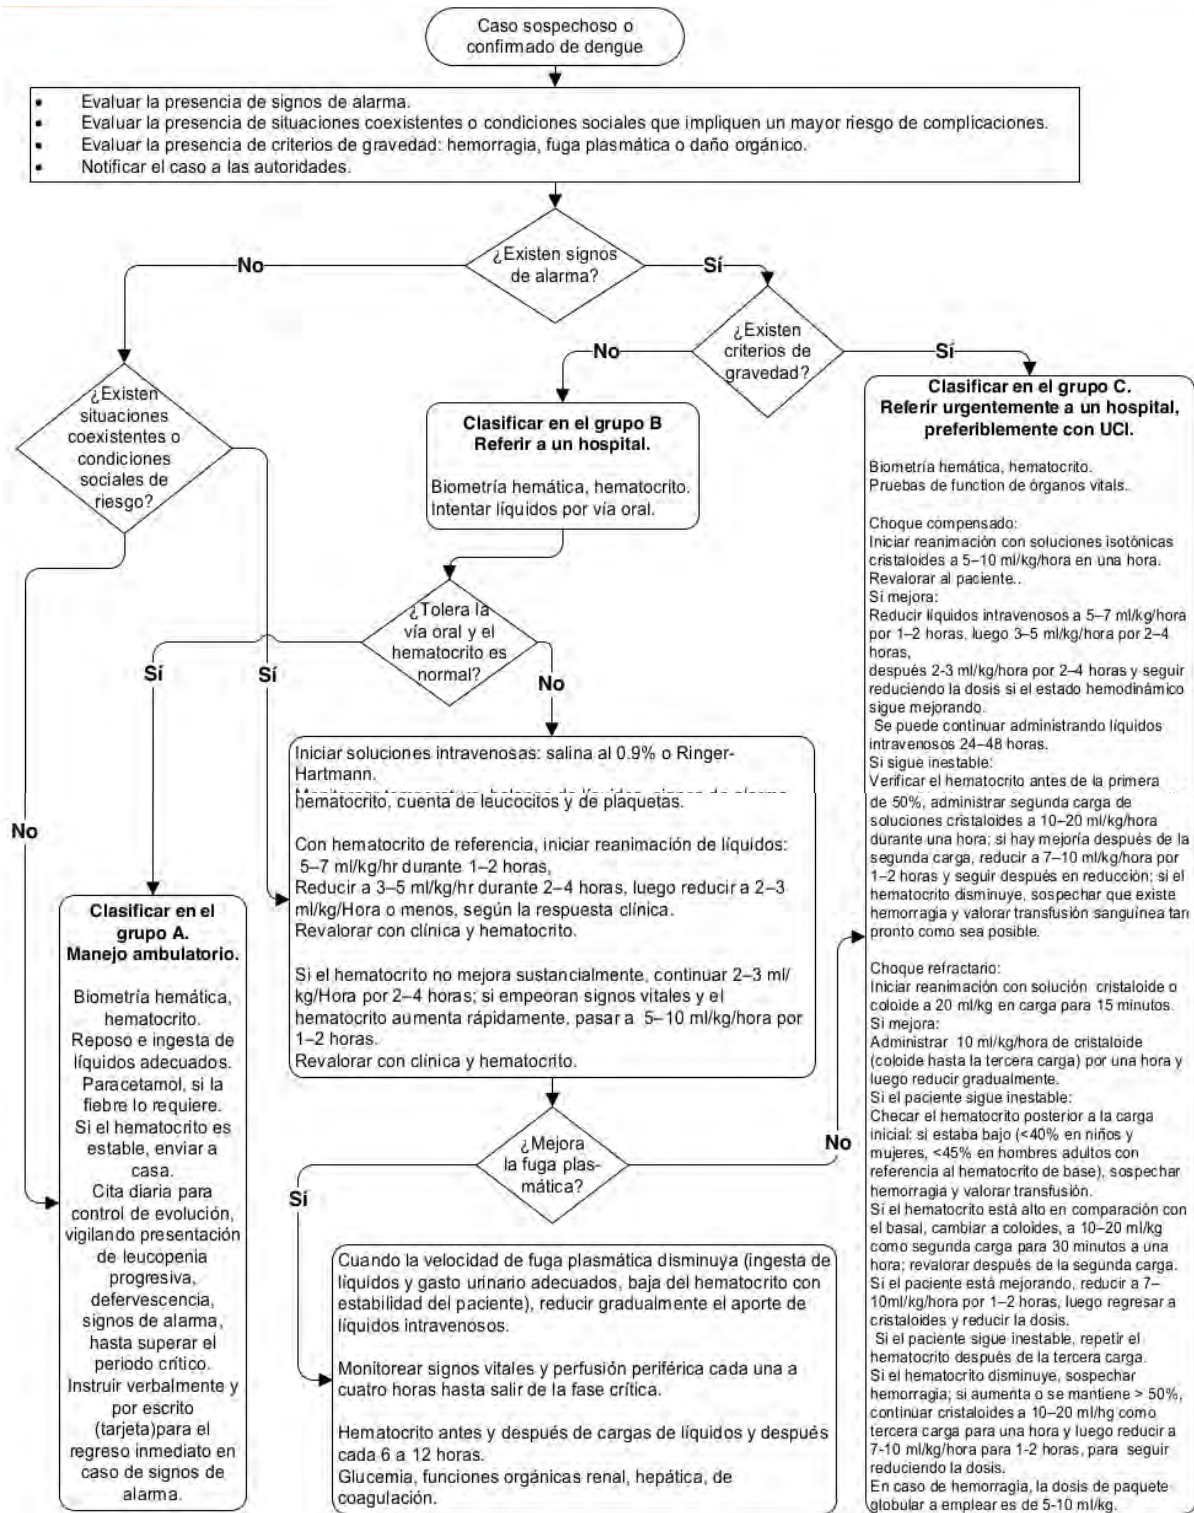 Caso sospechoso o
confirmado de dengue
• Evaluar la presencia de signos de alarma.
• Evaluar la presencia de situaciones coexistentes o condiciones sociales que impliquen un mayor riesgo de complicaciones.
• Evaluar la presencia de criterios de gravedad: hemorragia, fuga plasmática o daño orgánico.
• Notificar el caso a las autoridades.
¿Existen signos
de alarma?
No
Sí
¿Existen
criterios de
gravedad?
No
Sí
¿Existen
situaciones
coexistentes o
condiciones
sociales de
riesgo?
Clasificar en el grupo B
Referir a un hospital.
Biometría hemática, hematocrito.
Intentar líquidos por vía oral.
¿Tolera la
vía oral y el
hematocrito es
normal?
Sí
Sí
No
No
Iniciar soluciones intravenosas: salina al 0.9% o Ringer-
Hartmann.
hematocrito, cuenta de leucocitos y de plaquetas.
Con hematocrito de referencia, iniciar reanimación de líquidos:
5–7 ml/kg/hr durante 1–2 horas,
Reducir a 3–5 ml/kg/hr durante 2–4 horas, luego reducir a 2–3
ml/kg/Hora o menos, según la respuesta clínica.
Revalorar con clínica y hematocrito.
Si el hematocrito no mejora sustancialmente, continuar 2–3 ml/
kg/Hora por 2–4 horas; si empeoran signos vitales y el
hematocrito aumenta rápidamente, pasar a 5–10 ml/kg/hora por
1–2 horas.
Revalorar con clínica y hematocrito.
Clasificar en el
grupo A.
Manejo ambulatorio.
Biometría hemática,
hematocrito.
Reposo e ingesta de
líquidos adecuados.
Paracetamol, si la
fiebre lo requiere.
Si el hematocrito es
estable, enviar a
casa.
Cita diaria para
control de evolución,
vigilando presentación
de leucopenia
progresiva,
defervescencia,
signos de alarma,
hasta superar el
periodo crítico.
Instruir verbalmente y
por escrito
(tarjeta)para el
regreso inmediato en
caso de signos de
alarma.
¿Mejora
la fuga plas-
mática?
Sí
No
Cuando la velocidad de fuga plasmática disminuya (ingesta de
líquidos y gasto urinario adecuados, baja del hematocrito con
estabilidad del paciente), reducir gradualmente el aporte de
líquidos intravenosos.
Monitorear signos vitales y perfusión periférica cada una a
cuatro horas hasta salir de la fase crítica.
Hematocrito antes y después de cargas de líquidos y después
cada 6 a 12 horas.
Glucemia, funciones orgánicas renal, hepática, de
coagulación.
Clasificar en el grupo C.
Referir urgentemente a un hospital,
preferiblemente con UCI.
Biometría hemática, hematocrito.
Pruebas de function de órganos vitals.
Choque compensado:
Iniciar reanimación con soluciones isotónicas
cristaloides a 5–10 ml/kg/hora en una hora.
Revalorar al paciente..
Sí mejora:
Reducir líquidos intravenosos a 5–7 ml/kg/hora
por 1–2 horas, luego 3–5 ml/kg/hora por 2–4
horas,
después 2-3 ml/kg/hora por 2–4 horas y seguir
reduciendo la dosis si el estado hemodinámico
sigue mejorando.
Se puede continuar administrando líquidos
intravenosos 24–48 horas.
Si sigue inestable:
Verificar el hematocrito antes de la primera
de 50%, administrar segunda carga de
soluciones cristaloides a 10–20 ml/kg/hora
durante una hora; si hay mejoría después de la
segunda carga, reducir a 7–10 ml/kg/hora por
1–2 horas y seguir después en reducción; si el
hematocrito disminuye, sospechar que existe
hemorragia y valorar transfusión sanguínea tan
pronto como sea posible.
Choque refractario:
Iniciar reanimación con solución cristaloide o
coloide a 20 ml/kg en carga para 15 minutos.
Si mejora:
Administrar 10 ml/kg/hora de cristaloide
(coloide hasta la tercera carga) por una hora y
luego reducir gradualmente.
Si el paciente sigue inestable:
Checar el hematocrito posterior a la carga
inicial: si estaba bajo (<40% en niños y
mujeres, <45% en hombres adultos con
referencia al hematocrito de base), sospechar
hemorragia y valorar transfusión.
Sí el hematocrito está alto en comparación con
el basal, cambiar a coloides, a 10–20 ml/kg
como segunda carga para 30 minutos a una
hora; revalorar después de la segunda carga.
Sí el paciente está mejorando, reducir a 7–
10ml/kg/hora por 1–2 horas, luego regresar a
cristaloides y reducir la dosis.
Si el paciente sigue inestable, repetir el
hematocrito después de la tercera carga.
Si el hematocrito disminuye, sospechar
hemorragia; si aumenta o se mantiene > 50%,
continuar cristaloides a 10–20 ml/hg como
tercera carga para una hora y luego reducir a
7-10 ml/kg/hora para 1-2 horas, para seguir
reduciendo la dosis.
En caso de hemorragia, la dosis de paquete
globular a emplear es de 5-10 ml/kg.